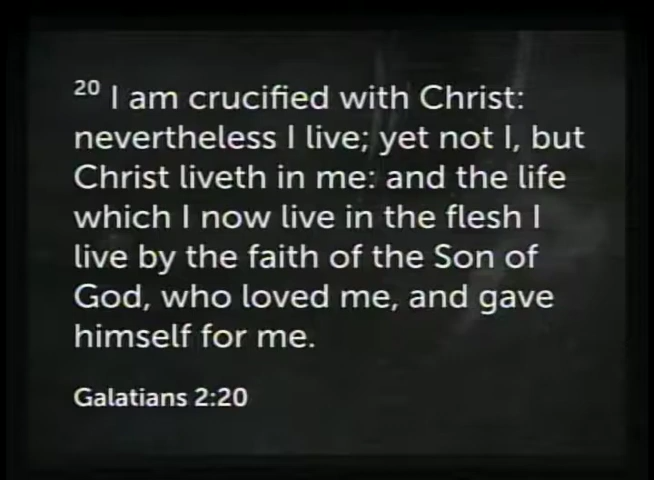 20 I am crucified with Christ:
nevertheless I live; yet not I, but
Christ liveth in me: and the life
which I now live in the flesh I
live by the faith of the Son of
God, who loved me, and gave
himself for me.
Galatians 2:20